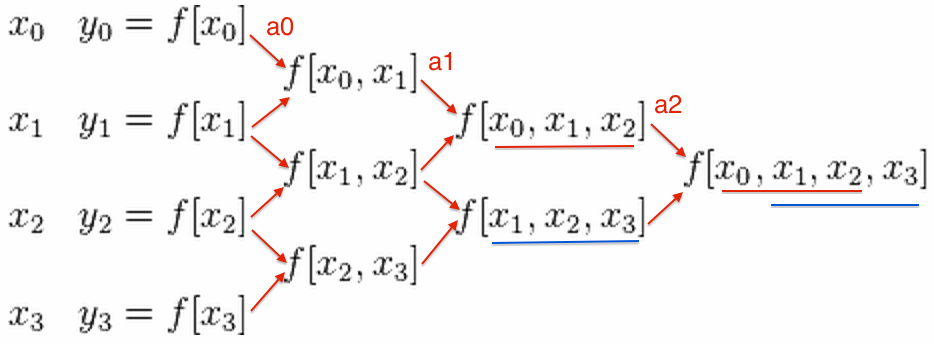 x₀ y₀ = f[x₀] a0
f[x₀, x₁] a1
x₁ y₁ = f[x₁] f[x₀, x₁, x₂] a2
f[x₁, x₂] f[x₀, x₁, x₂, x₃]
x₂ y₂ = f[x₂] f[x₁, x₂, x₃]
f[x₂, x₃]
x₃ y₃ = f[x₃]